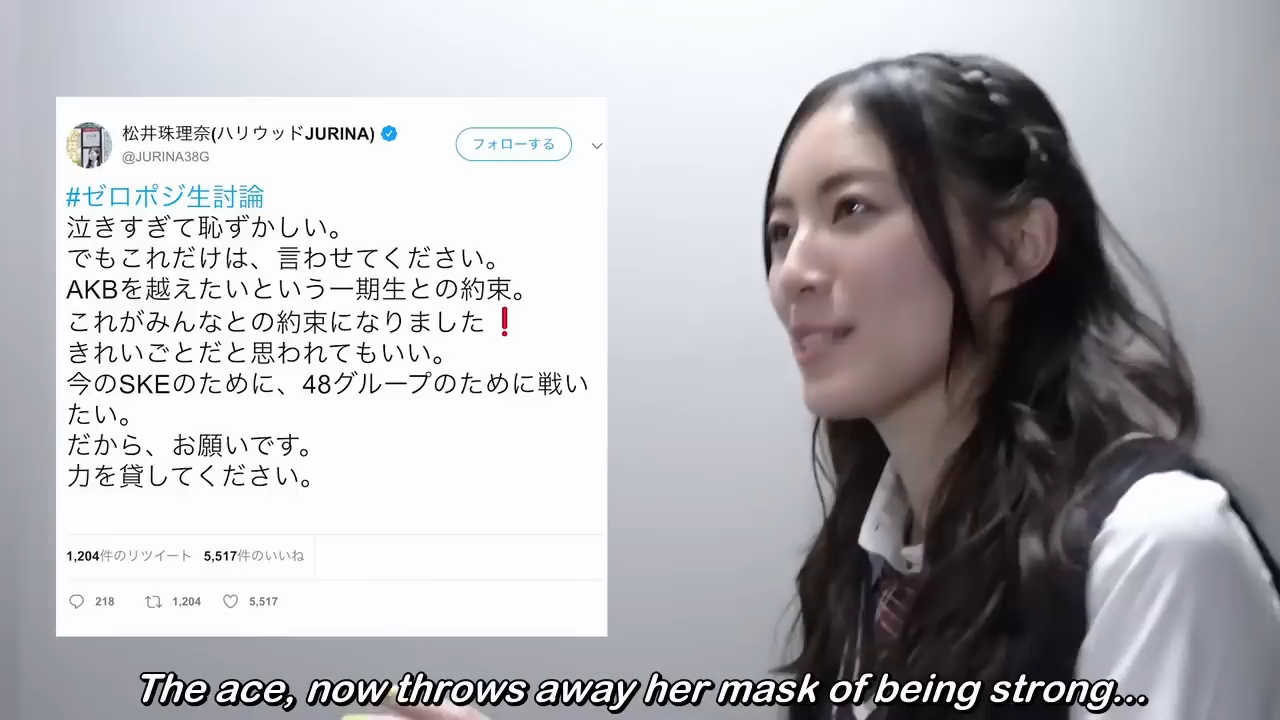 松井珠理奈(ハリウッドJURINA)
@JURINA38G
フォローする
#ゼロポジ生討論
泣きすぎて恥ずかしい。
でもこれだけは、言わせてください。
AKBを越えたいという一期生との約束。
これがみんなとの約束になりました❗
きれいごとだと思われてもいい。
今のSKEのために、48グループのために戦い
たい。
だから、お願いです。
力を貸してください。
1,204件のリツイート 5,517件のいいね
218 1,204 5,517
The ace, now throws away her mask of being strong...